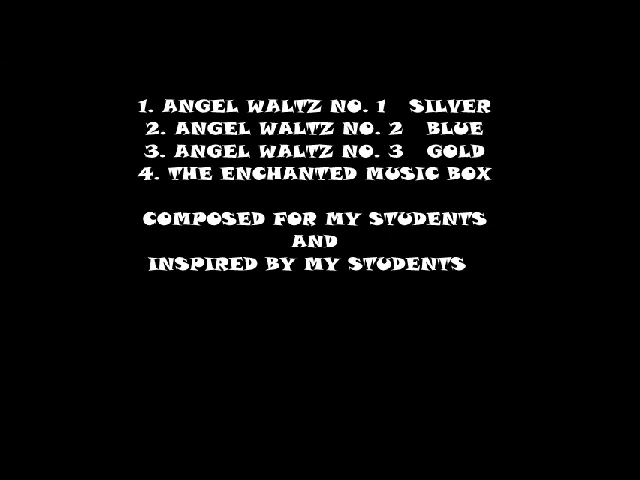 1. ANGEL WALTZ NO. 1 SILVER
2. ANGEL WALTZ NO. 2 BLUE
3. ANGEL WALTZ NO. 3 GOLD
4. THE ENCHANTED MUSIC BOX
COMPOSED FOR MY STUDENTS
AND
INSPIRED BY MY STUDENTS